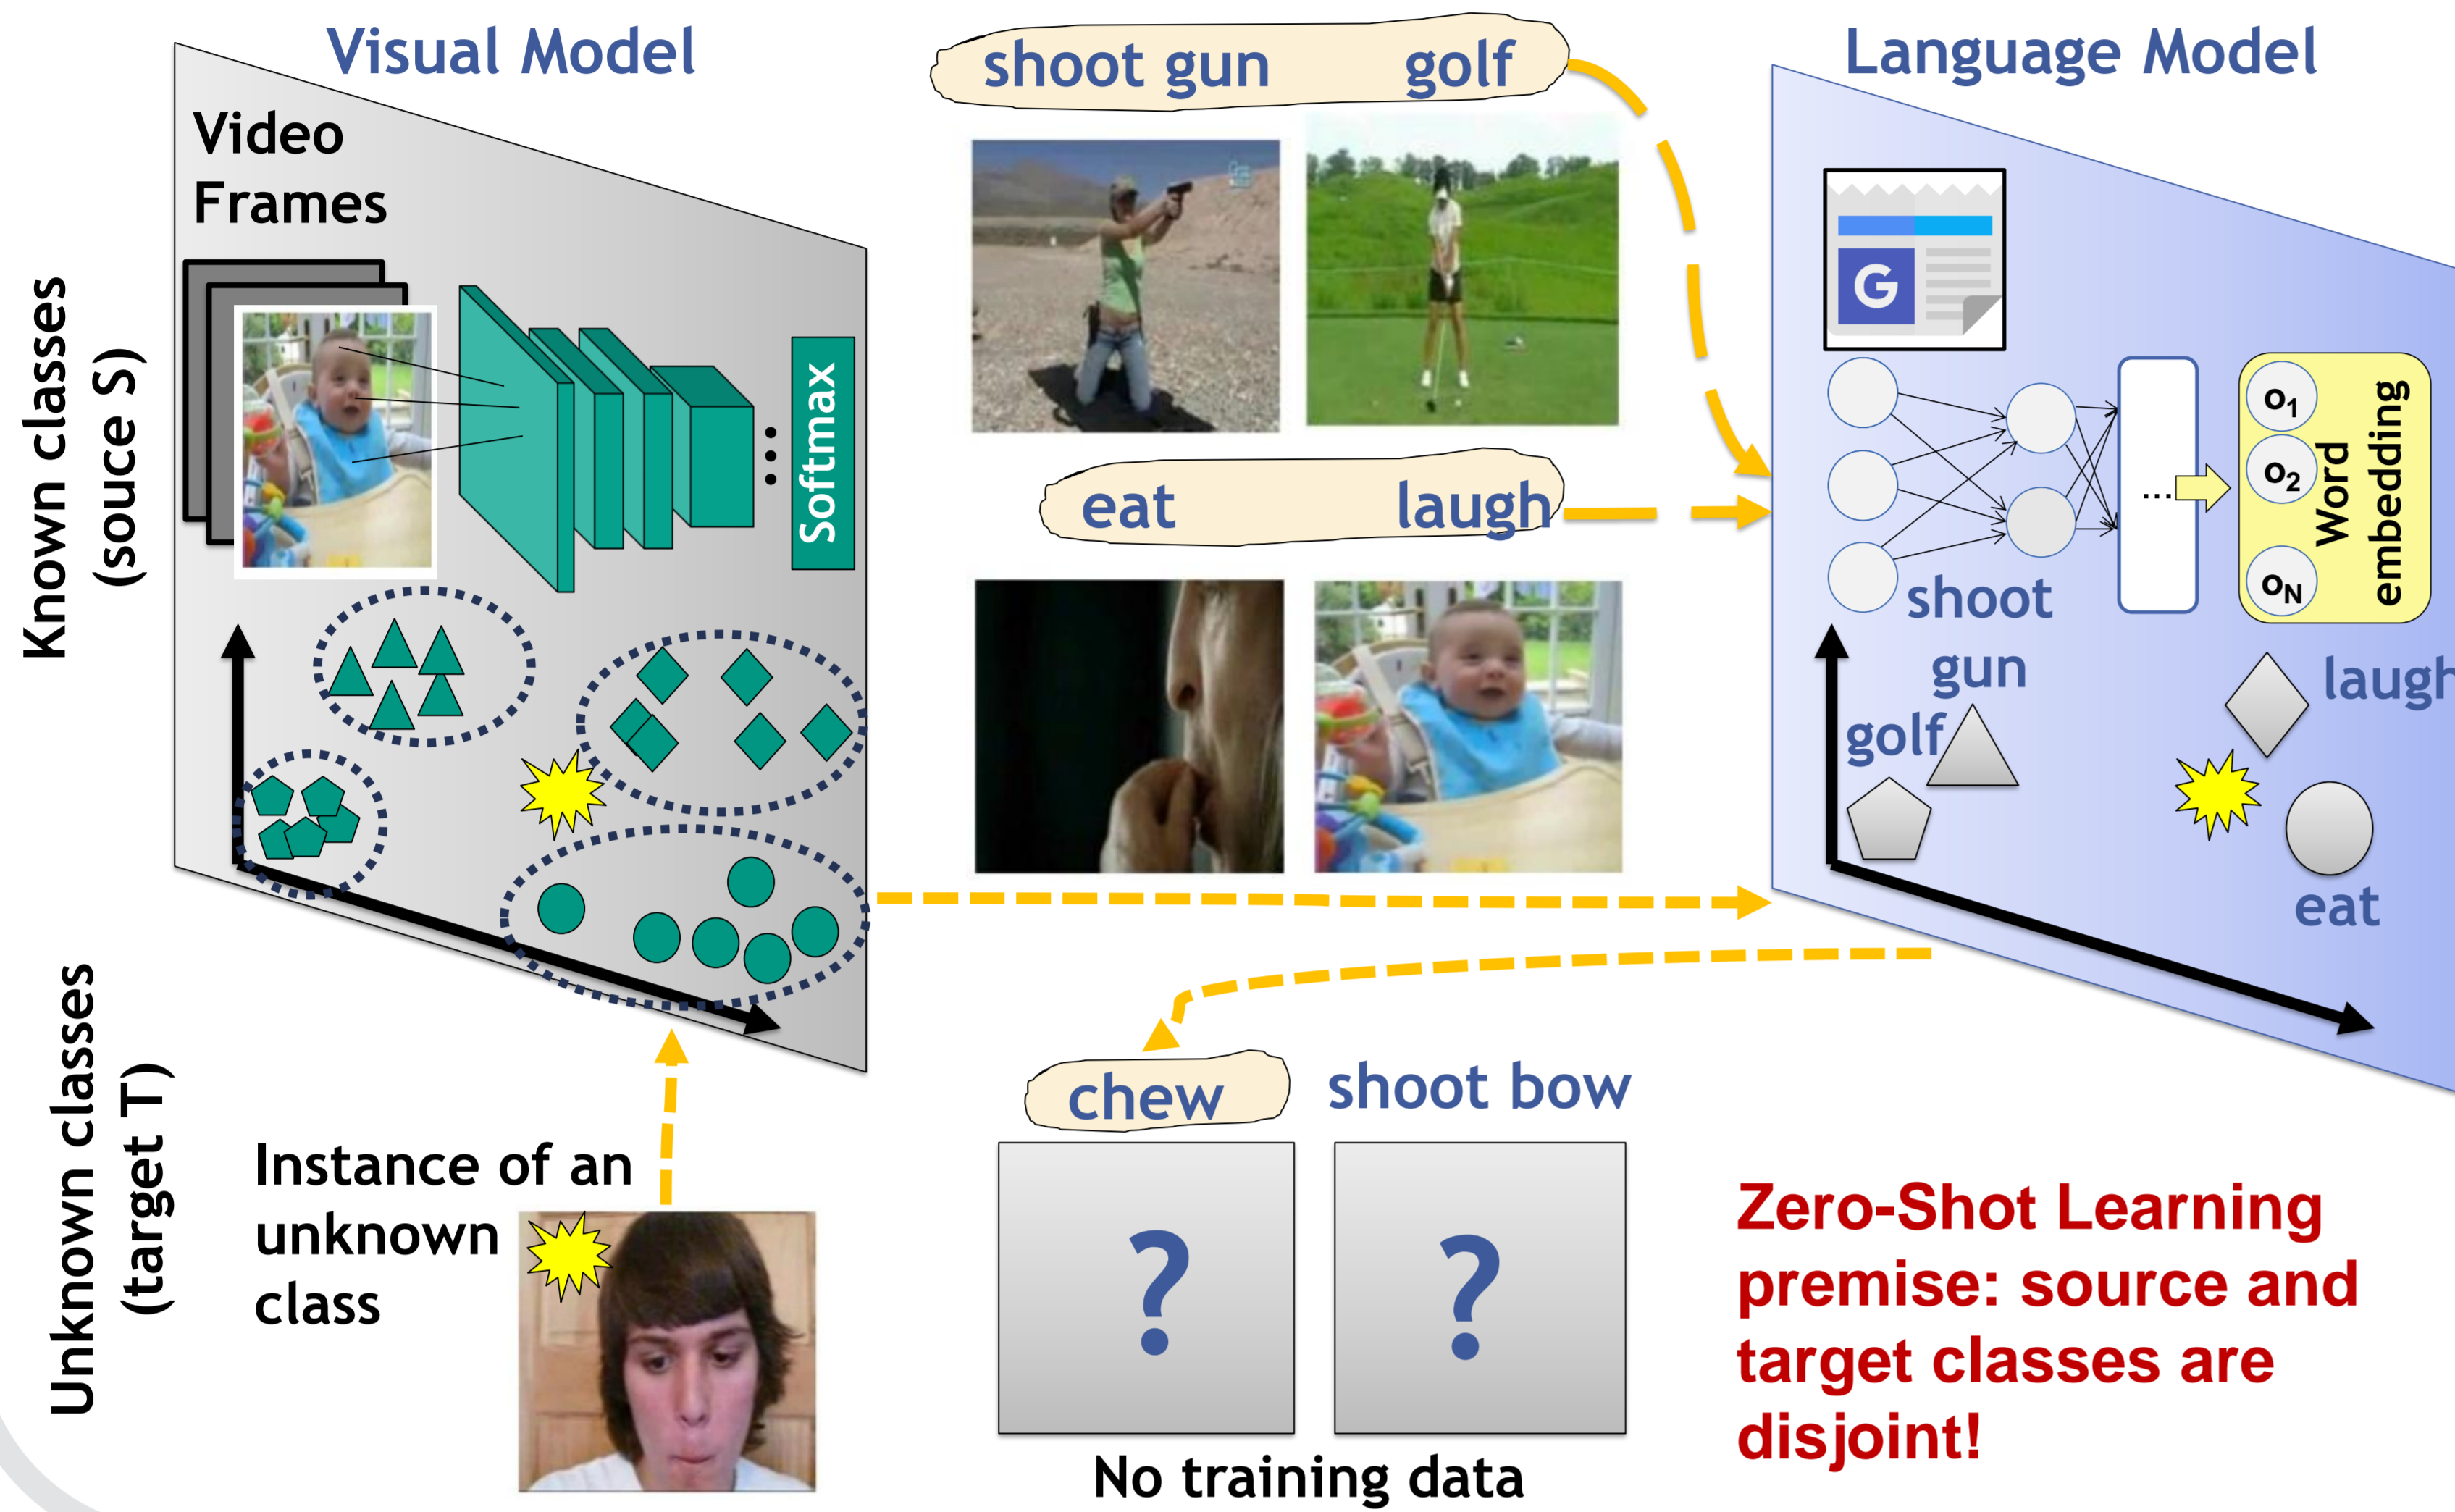 Visual Model
shoot gun
golf
Language Model
Video
Frames
Known classes
(souce S)
Softmax
G
eat
laugh
...
o1
o2
oN
Word
embedding
shoot
gun
golf
laugh
eat
Unknown classes
(target T)
Instance of an
unknown
class
chew
shoot bow
?
?
No training data
Zero-Shot Learning
premise: source and
target classes are
disjoint!